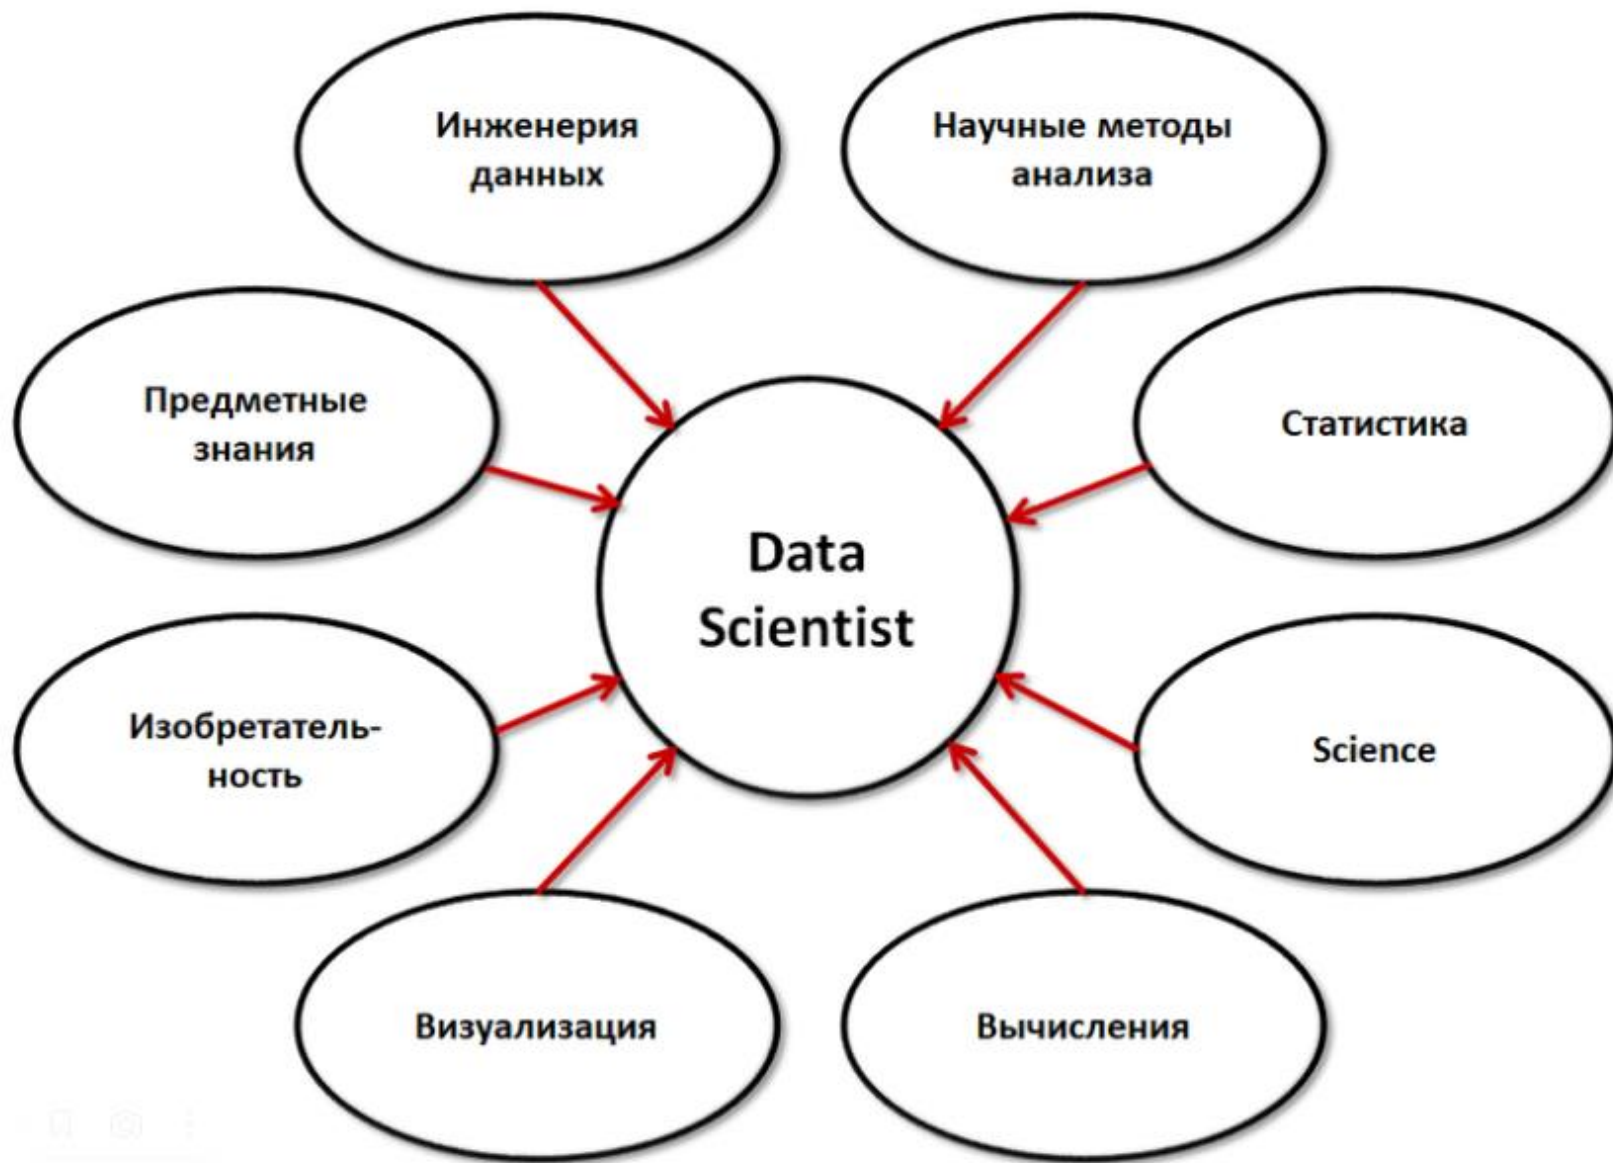 Инженерия
данных
Научные методы
анализа
Предметные
знания
Статистика
Data
Scientist
Изобретатель-
ность
Science
Визуализация
Вычисления